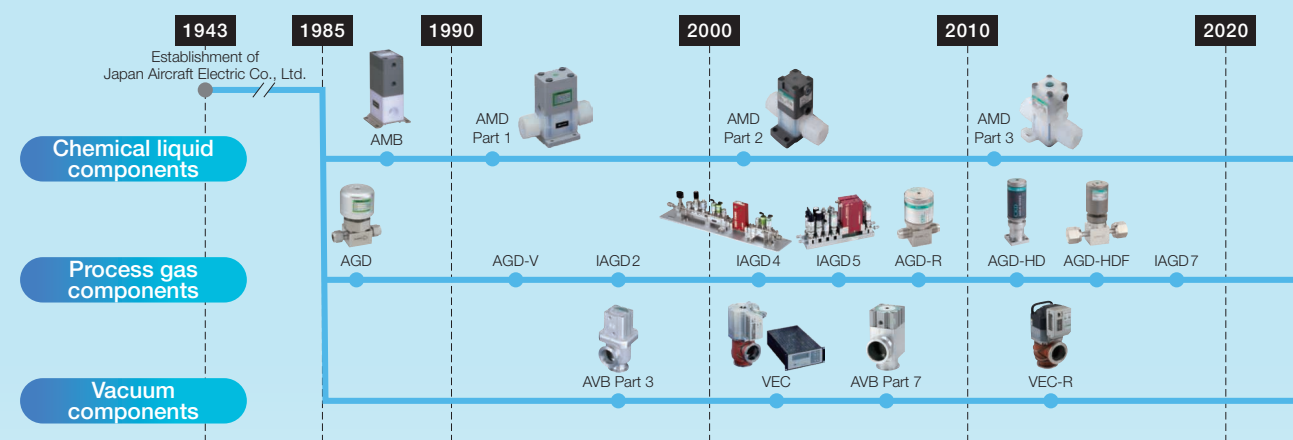 1943
1985
1990
2000
2010
2020
Establishment of
Japan Aircraft Electric Co., Ltd.
Chemical liquid
components
AMB
AMD
Part 1
AMD
Part 2
AMD
Part 3
Process gas
components
AGD
AGD-V
IAGD2
IAGD4
IAGD5
AGD-R
AGD-HD
AGD-HDF
IAGD7
Vacuum
components
AVB Part 3
VEC
AVB Part 7
VEC-R